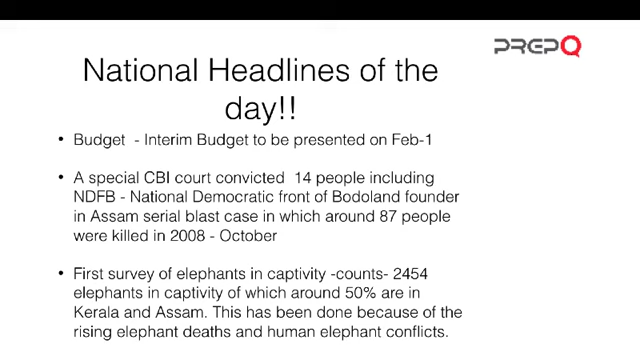 PREPQ
National Headlines of the
day!!
• Budget - Interim Budget to be presented on Feb-1
• A special CBI court convicted 14 people including
NDFB - National Democratic front of Bodoland founder
in Assam serial blast case in which around 87 people
were killed in 2008 - October
• First survey of elephants in captivity -counts- 2454
elephants in captivity of which around 50% are in
Kerala and Assam. This has been done because of the
rising elephant deaths and human elephant conflicts.